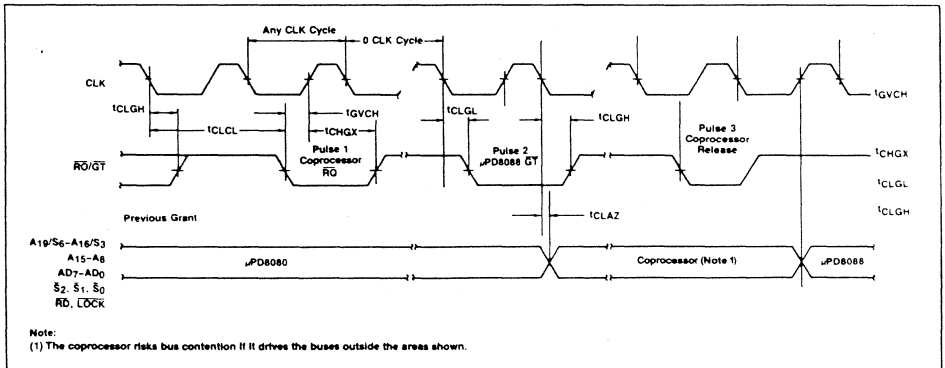 Any CLK Cycle
0 CLK Cycle
CLK
tCLGH
tCLCL
tGVCH
tCHGX
tCLGL
tCLGH
tGVCH
Pulse 1
Coprocessor
RQ
Pulse 2
µPD8088 GT
Pulse 3
Coprocessor
Release
RQ/GT
tCHGX
tCLGL
tCLGH
Previous Grant
tCLAZ
A19/S6-A16/S3
A15-A8
AD7-AD0
S2. S1. S0
RD, LOCK
µPD8080
Coprocessor (Note 1)
µPD8088
Note:
(1) The coprocessor risks bus contention if it drives the buses outside the areas shown.